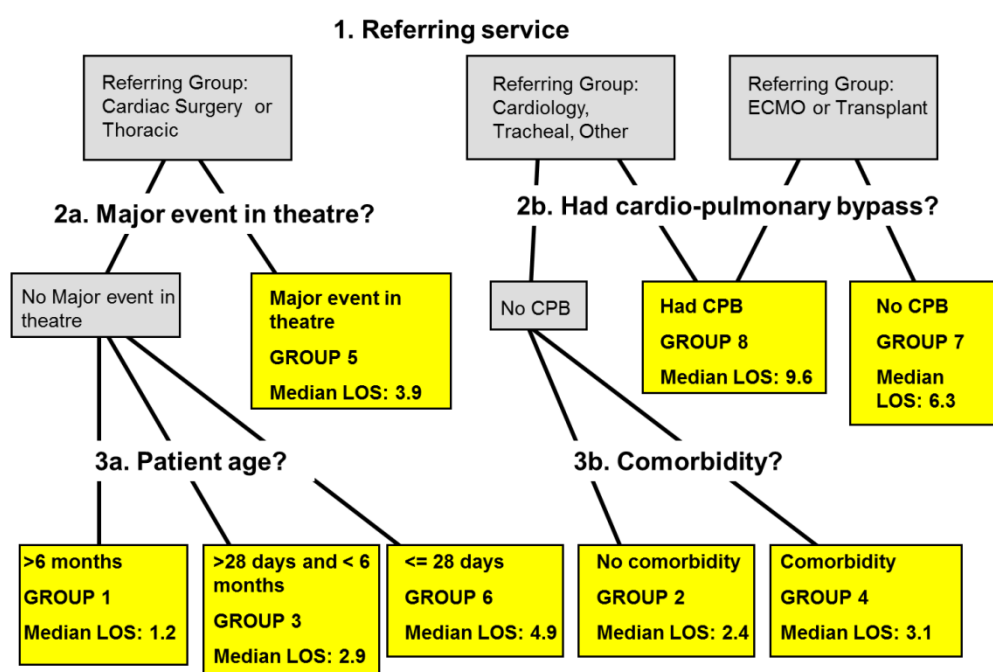 1. Referring service
Referring Group:
Cardiac Surgery or
Thoracic
Referring Group:
Cardiology,
Tracheal, Other
Referring Group:
ECMO or Transplant
2a. Major event in theatre?
2b. Had cardio-pulmonary bypass?
No Major event in
theatre
Major event in
theatre
GROUP 5
Median LOS: 3.9
No CPB
Had CPB
GROUP 8
Median LOS: 9.6
No CPB
GROUP 7
Median
LOS: 6.3
3a. Patient age?
3b. Comorbidity?
>6 months
GROUP 1
Median LOS: 1.2
>28 days and < 6
months
GROUP 3
Median LOS: 2.9
<= 28 days
GROUP 6
Median LOS: 4.9
No comorbidity
GROUP 2
Median LOS: 2.4
Comorbidity
GROUP 4
Median LOS: 3.1